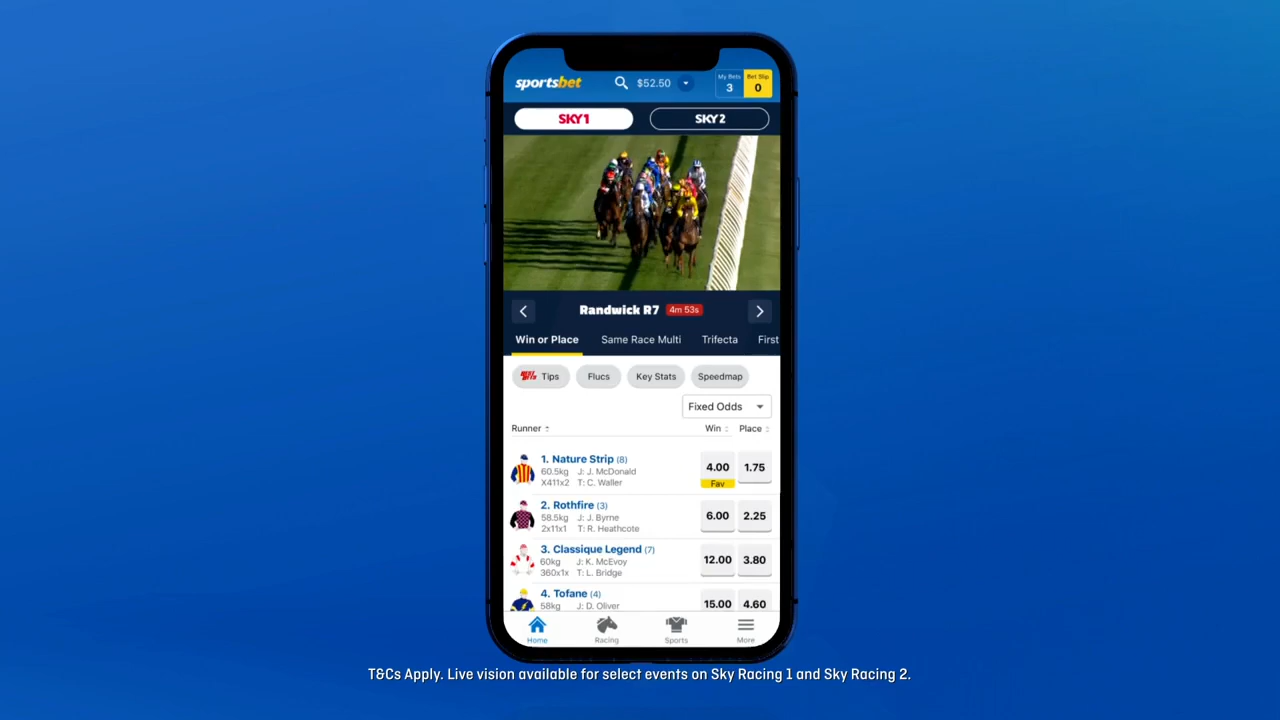 sportsbet
$52.50
My Bets
3
Bet Slip
0
SKY1
SKY2
Randwick R7 4m 53s
Win or Place Same Race Multi Trifecta First
Tips Flucs Key Stats Speedmap
Fixed Odds
Runner Win Place
1. Nature Strip (8)
60.5kg J: J. McDonald
X411x2 T: C. Waller
4.00 1.75
Fav
2. Rothfire (3)
58.5kg J: J. Byrne
2x11x1 T: R. Heathcote
6.00 2.25
3. Classique Legend (7)
60kg J: K. McEvoy
360x1x T: L. Bridge
12.00 3.80
4. Tofane (4)
58kg J: D. Oliver
15.00 4.60
Home Racing Sports More
T&Cs Apply. Live vision available for select events on Sky Racing 1 and Sky Racing 2.